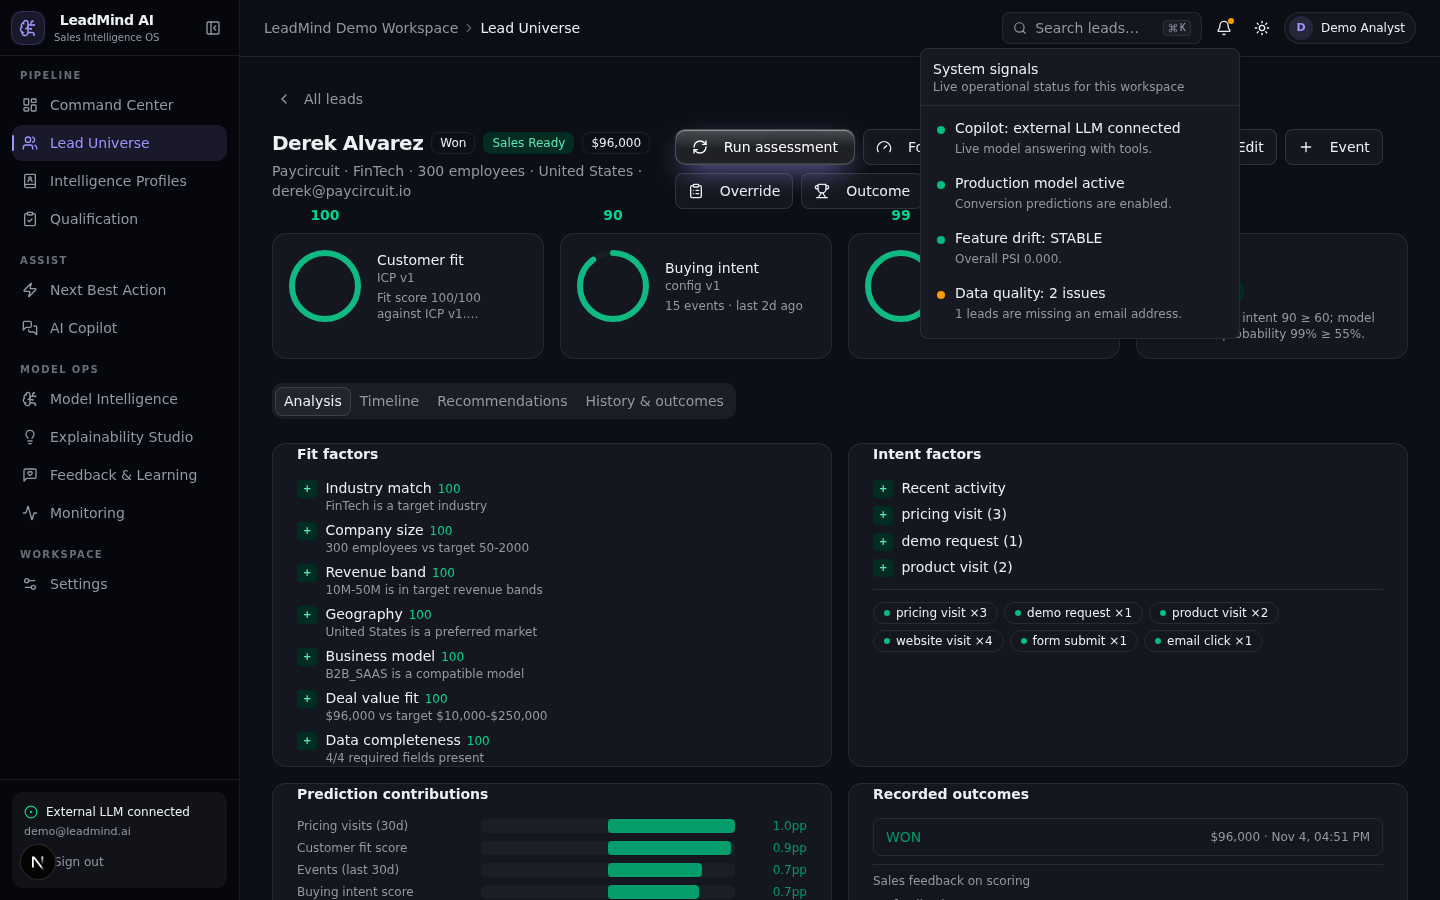 LeadMind AI
Sales Intelligence OS
PIPELINE
Command Center
Lead Universe
Intelligence Profiles
Qualification
ASSIST
Next Best Action
AI Copilot
MODEL OPS
Model Intelligence
Explainability Studio
Feedback & Learning
Monitoring
WORKSPACE
Settings
External LLM connected
demo@leadmind.ai
N
Sign out
LeadMind Demo Workspace > Lead Universe
Search leads... ⌘K
D Demo Analyst
System signals
Live operational status for this workspace
Copilot: external LLM connected
Live model answering with tools.
Production model active
Conversion predictions are enabled.
Feature drift: STABLE
Overall PSI 0.000.
Data quality: 2 issues
1 leads are missing an email address.
All leads
Derek Alvarez Won Sales Ready $96,000
Paycircuit · FinTech · 300 employees · United States ·
derek@paycircuit.io
Run assessment Fo Edit Event
Override Outcome
100
Customer fit
ICP v1
Fit score 100/100
against ICP v1....
90
Buying intent
config v1
15 events · last 2d ago
99
intent 90 ≥ 60; model
probability 99% ≥ 55%.
Analysis Timeline Recommendations History & outcomes
Fit factors
+ Industry match 100
FinTech is a target industry
+ Company size 100
300 employees vs target 50-2000
+ Revenue band 100
10M-50M is in target revenue bands
+ Geography 100
United States is a preferred market
+ Business model 100
B2B_SAAS is a compatible model
+ Deal value fit 100
$96,000 vs target $10,000-$250,000
+ Data completeness 100
4/4 required fields present
Intent factors
+ Recent activity
+ pricing visit (3)
+ demo request (1)
+ product visit (2)
pricing visit ×3 demo request ×1 product visit ×2
website visit ×4 form submit ×1 email click ×1
Prediction contributions
Pricing visits (30d) 1.0pp
Customer fit score 0.9pp
Events (last 30d) 0.7pp
Buying intent score 0.7pp
Recorded outcomes
WON $96,000 · Nov 4, 04:51 PM
Sales feedback on scoring